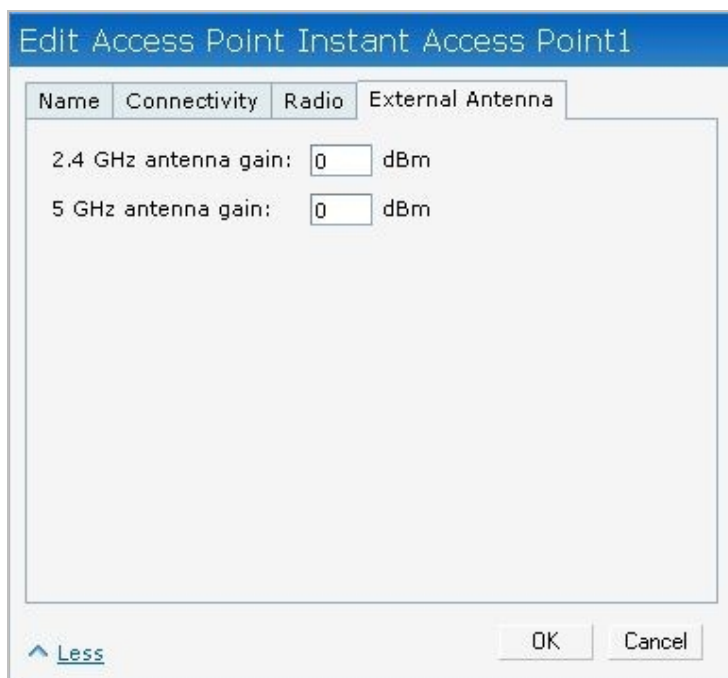 Edit Access Point Instant Access Point1
Name Connectivity Radio External Antenna
2.4 GHz antenna gain: 0 dBm
5 GHz antenna gain: 0 dBm
OK Cancel
Less